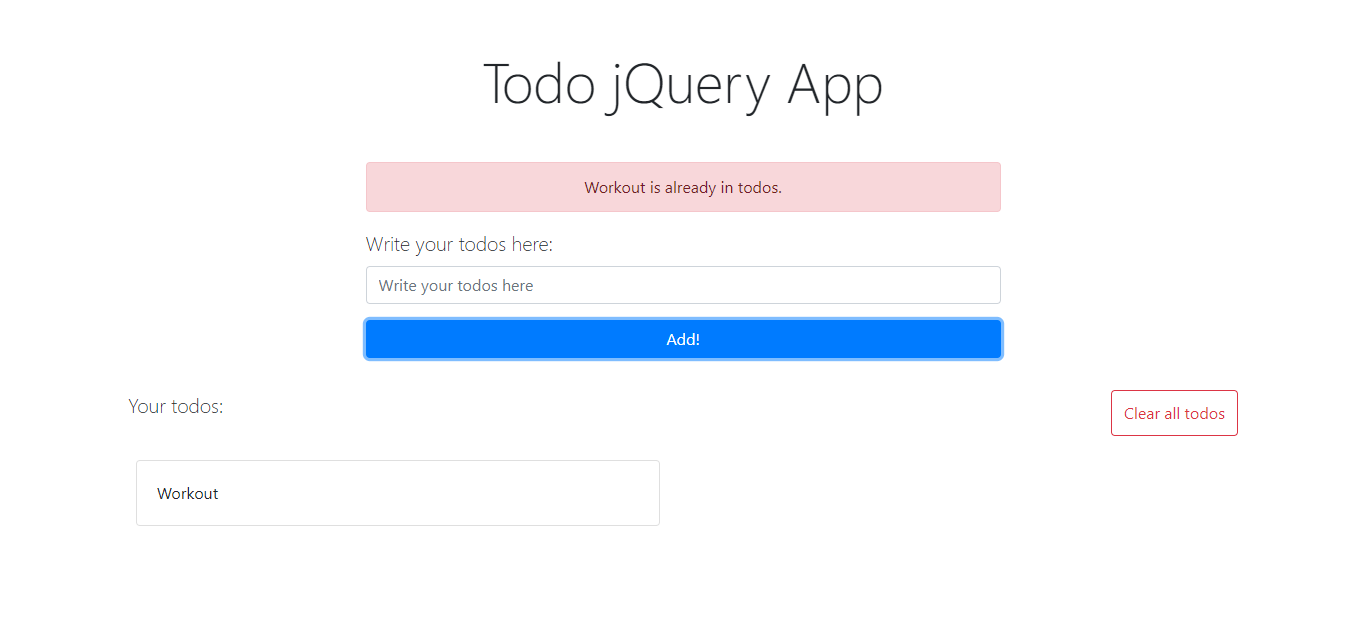 Todo jQuery App
Workout is already in todos.
Write your todos here:
Write your todos here
Add!
Your todos:
Clear all todos
Workout